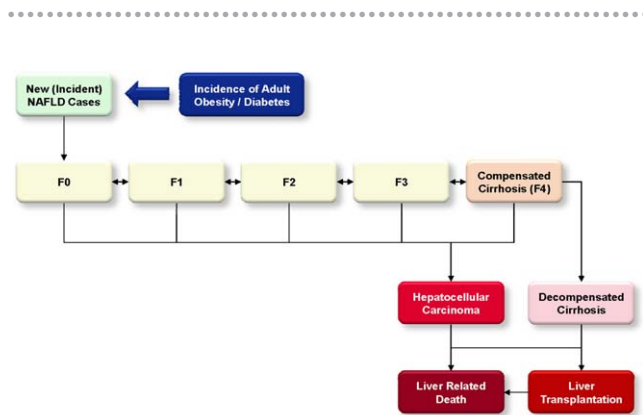 New (Incident)
NAFLD Cases
Incidence of Adult
Obesity / Diabetes
F0
F1
F2
F3
Compensated
Cirrhosis (F4)
Hepatocellular
Carcinoma
Decompensated
Cirrhosis
Liver Related
Death
Liver
Transplantation